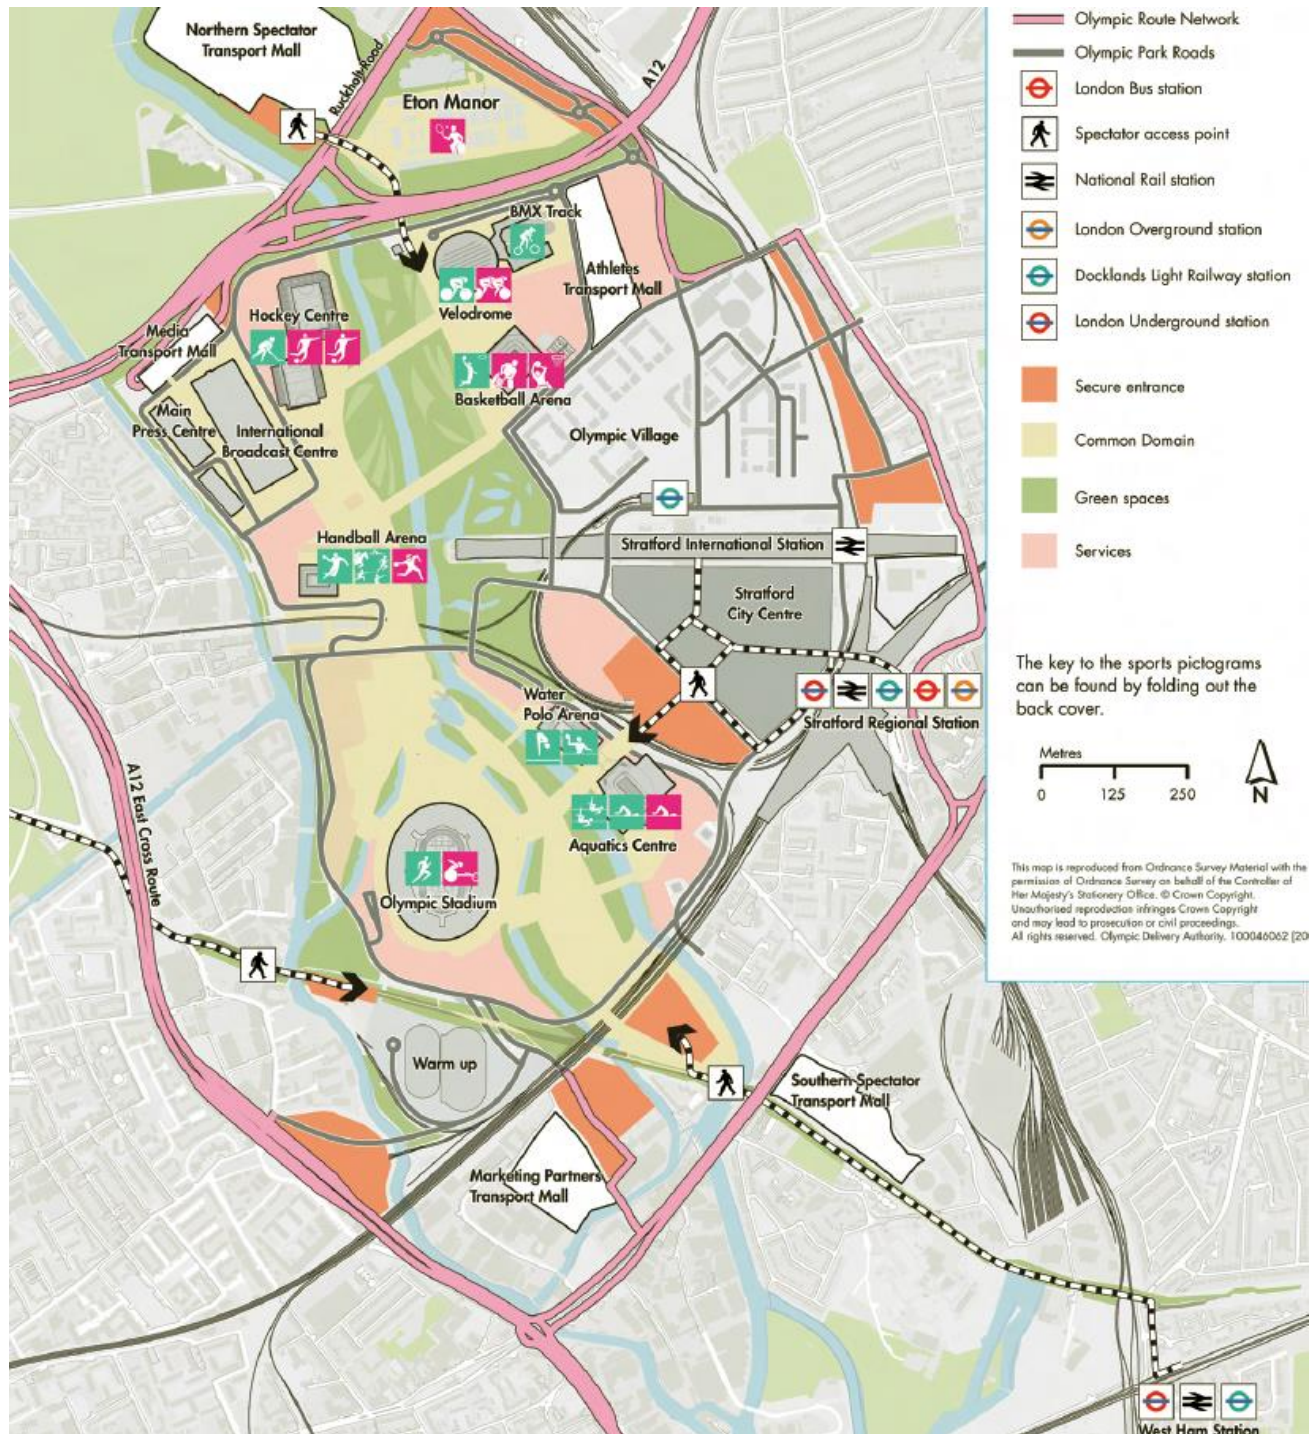 Northern Spectator
Transport Mall
Ruckholt Road
A12
Eton Manor
BMX Track
Athletes
Transport Mall
Velodrome
Hockey Centre
Media
Transport Mall
Basketball Arena
Main
Press Centre
International
Broadcast Centre
Olympic Village
Handball Arena
Stratford International Station
Stratford
City Centre
Water
Polo Arena
Stratford Regional Station
A12 East Cross Route
Aquatics Centre
Olympic Stadium
Warm up
Southern Spectator
Transport Mall
Marketing Partners
Transport Mall
West Ham Station
Olympic Route Network
Olympic Park Roads
London Bus station
Spectator access point
National Rail station
London Overground station
Docklands Light Railway station
London Underground station
Secure entrance
Common Domain
Green spaces
Services
The key to the sports pictograms
can be found by folding out the
back cover.
Metres
0 125 250
N
This map is reproduced from Ordnance Survey Material with the
permission of Ordnance Survey on behalf of the Controller of
Her Majesty's Stationery Office. © Crown Copyright.
Unauthorised reproduction infringes Crown Copyright
and may lead to prosecution or civil proceedings.
All rights reserved. Olympic Delivery Authority. 100046062 [20